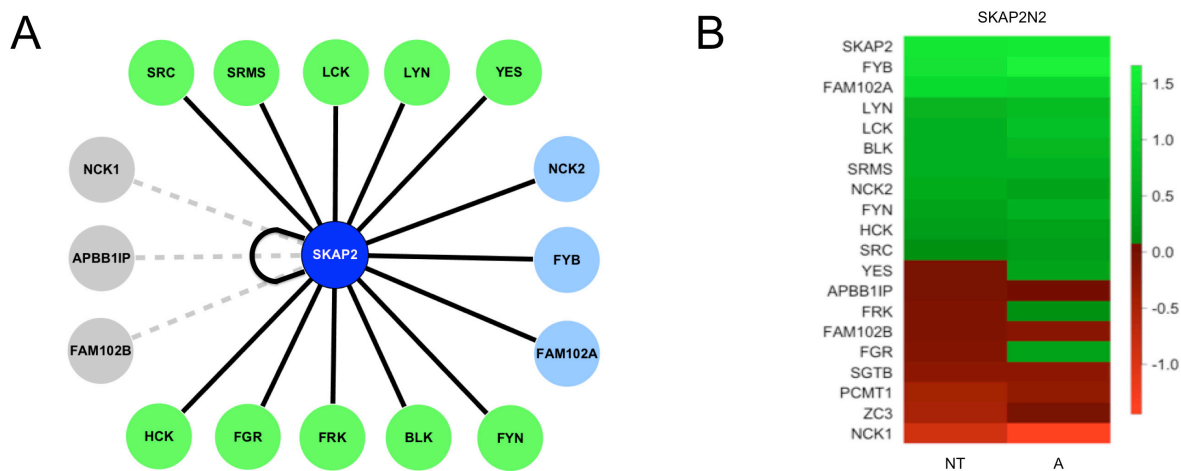 A
SRC
SRMS
LCK
LYN
YES
NCK1
NCK2
APBB1IP
SKAP2
FYB
FAM102B
FAM102A
HCK
FGR
FRK
BLK
FYN
B
SKAP2N2
SKAP2
FYB
FAM102A
LYN
LCK
BLK
SRMS
NCK2
FYN
HCK
SRC
YES
APBB1IP
FRK
FAM102B
FGR
SGTB
PCMT1
ZC3
NCK1
NT A
1.5
1.0
0.5
0.0
-0.5
-1.0